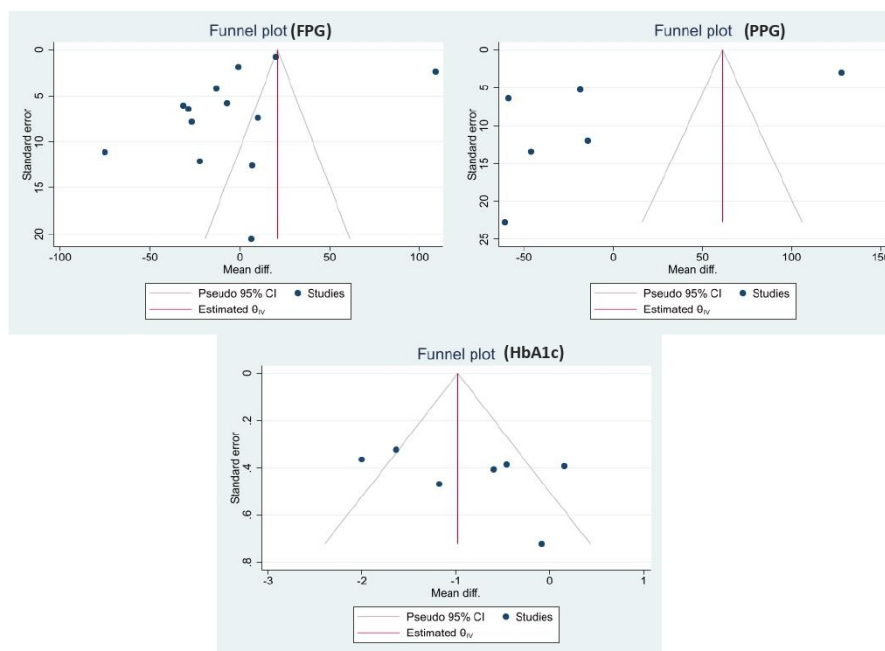 Funnel plot (FPG)
0
5
10
15
20
Standard error
-100
-50
0
50
100
Mean diff.
Pseudo 95% CI
Studies
Estimated θIV
Funnel plot (PPG)
0
5
10
15
20
25
Standard error
-50
0
50
100
150
Mean diff.
Pseudo 95% CI
Studies
Estimated θIV
Funnel plot (HbA1c)
0
.2
.4
.6
.8
Standard error
-3
-2
-1
0
1
Mean diff.
Pseudo 95% CI
Studies
Estimated θIV